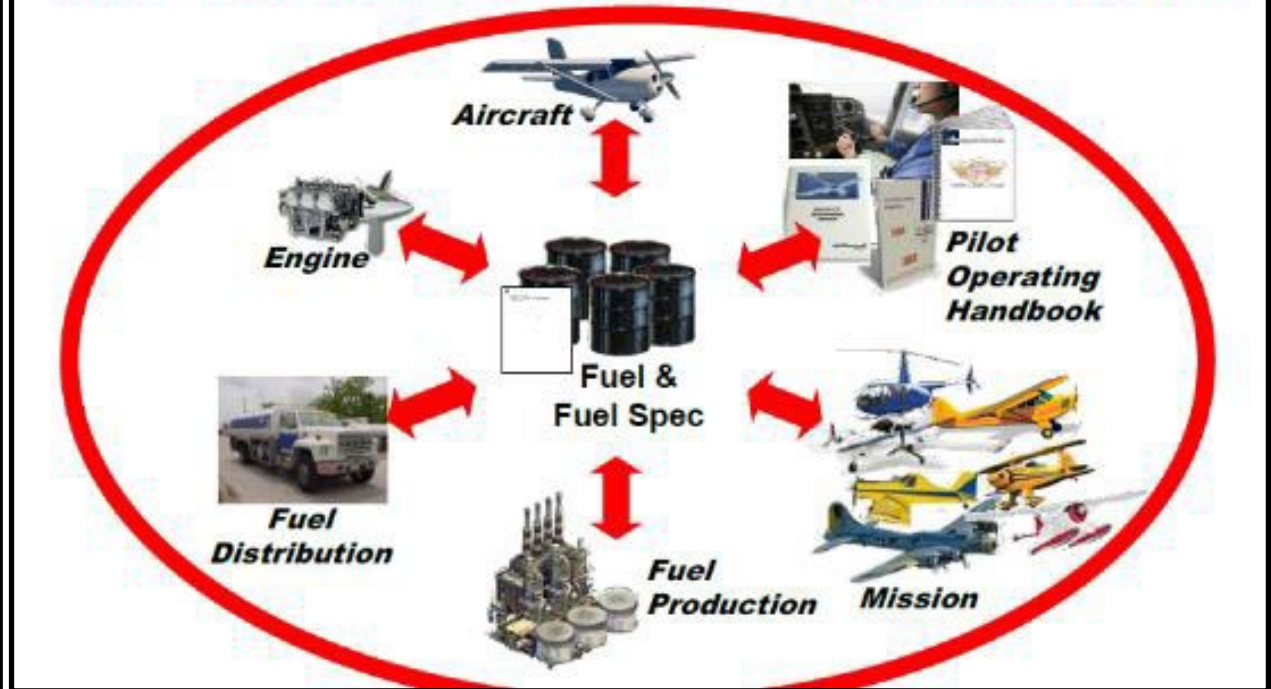 Aircraft
Engine
Pilot
Operating
Handbook
Fuel &
Fuel Spec
Fuel
Distribution
Fuel
Production
Mission